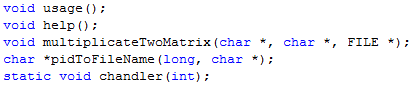 void usage();
void help();
void multiplicateTwoMatrix(char *, char *, FILE *);
char *pidToFileName(long, char *);
static void chandler(int);